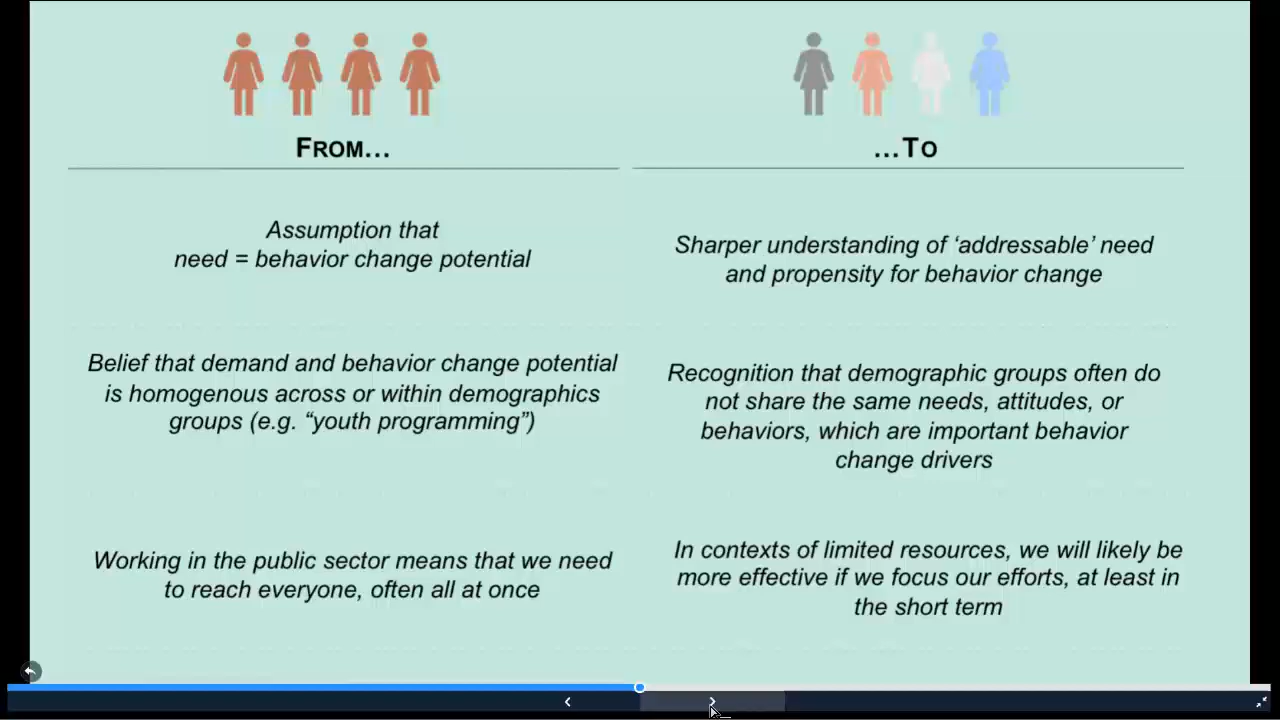 FROM…
…TO
Assumption that
need = behavior change potential
Sharper understanding of ‘addressable’ need
and propensity for behavior change
Belief that demand and behavior change potential
is homogenous across or within demographics
groups (e.g. “youth programming”)
Recognition that demographic groups often do
not share the same needs, attitudes, or
behaviors, which are important behavior
change drivers
Working in the public sector means that we need
to reach everyone, often all at once
In contexts of limited resources, we will likely be
more effective if we focus our efforts, at least in
the short term